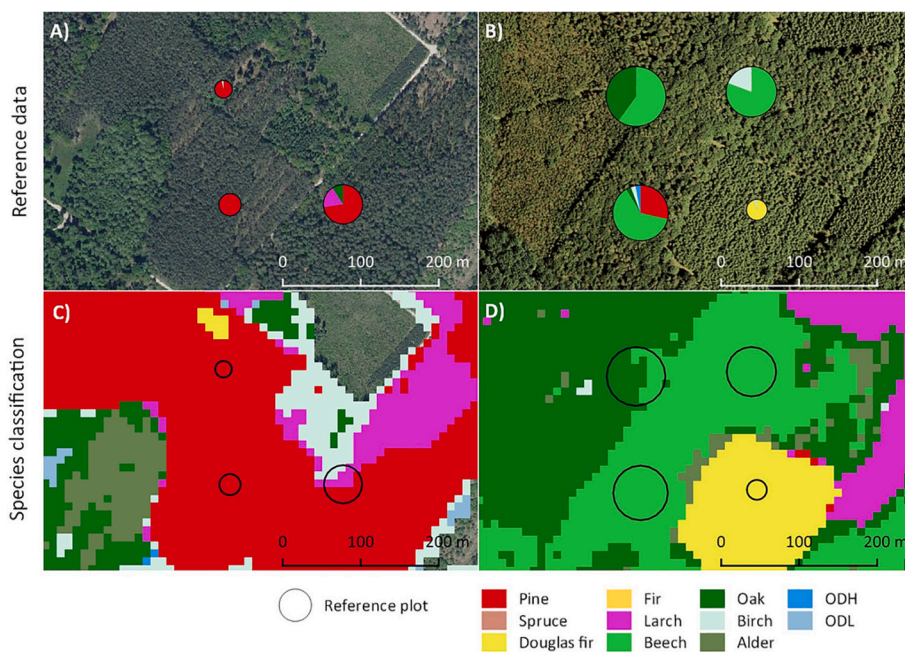 A)
B)
Reference data
0 100 200 m
0 100 200 m
C)
D)
Species classification
0 100 200 m
0 100 200 m
Reference plot
Pine
Fir
Oak
ODH
Spruce
Larch
Birch
ODL
Douglas fir
Beech
Alder